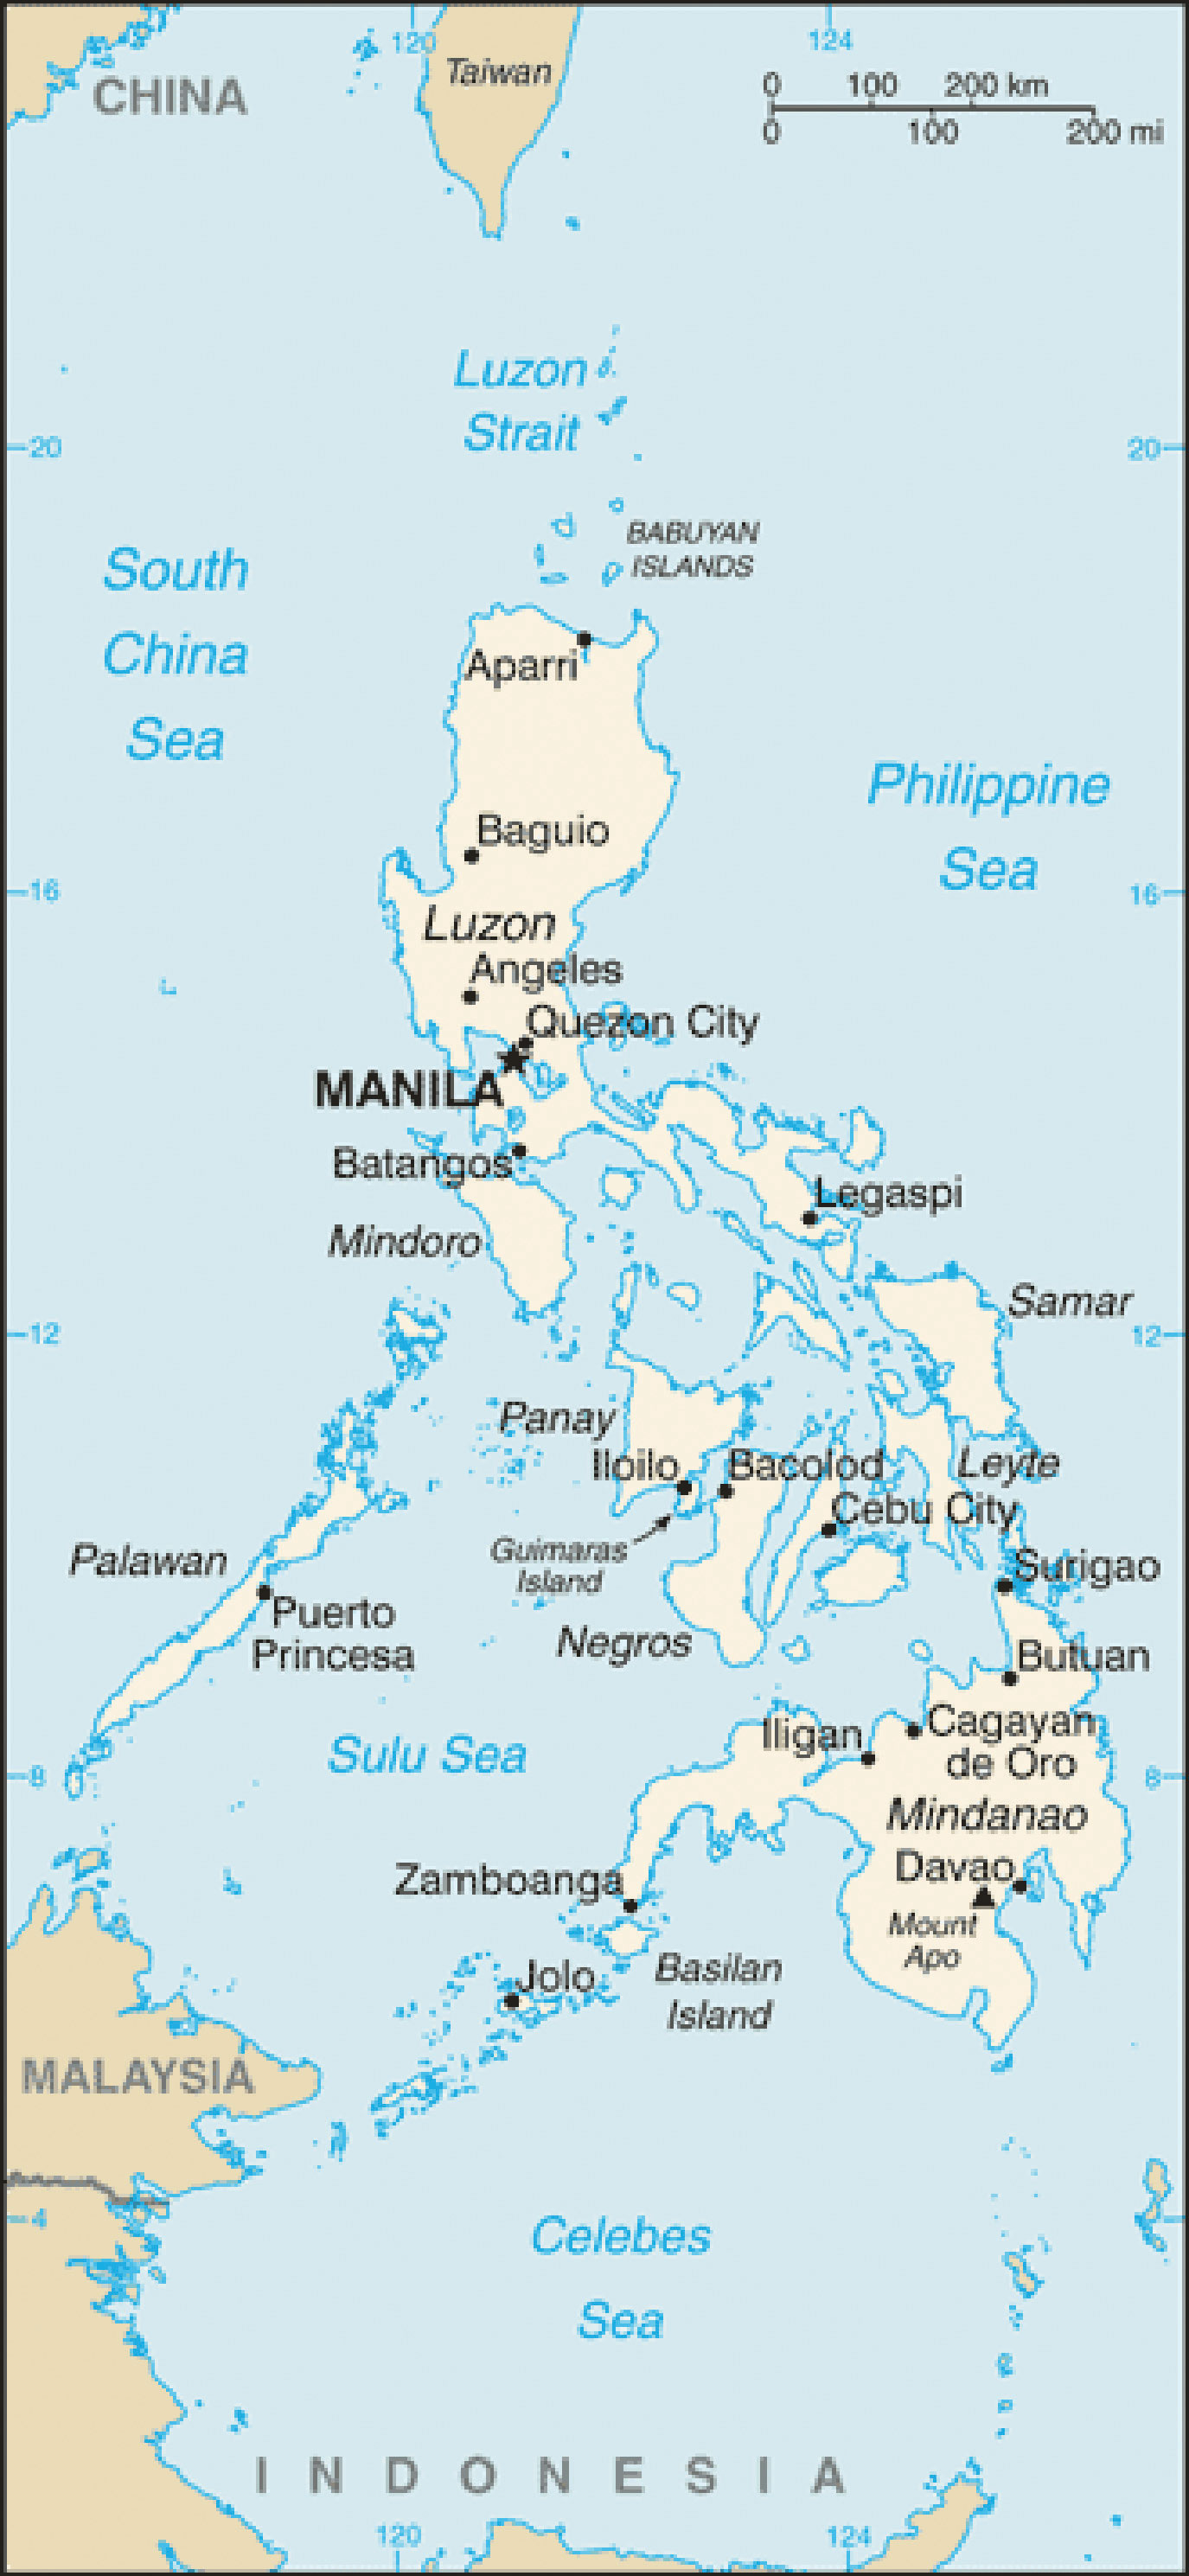 120
124
CHINA
Taiwan
0 100 200 km
0 100 200 mi
Luzon
Strait
20
20
BABUYAN
ISLANDS
South
China
Sea
Aparri
Philippine
Sea
Baguio
16
16
Luzon
Angeles
Quezon City
MANILA
Batangos
Legaspi
Mindoro
Samar
12
12
Panay
Iloilo
Bacolod
Leyte
Cebu City
Guimaras
Island
Palawan
Surigao
Puerto
Princesa
Negros
Butuan
Iligan
Cagayan
de Oro
Sulu Sea
8
8
Mindanao
Davao
Zamboanga
Mount
Apo
Jolo
Basilan
Island
MALAYSIA
4
Celebes
Sea
INDONESIA
120
124